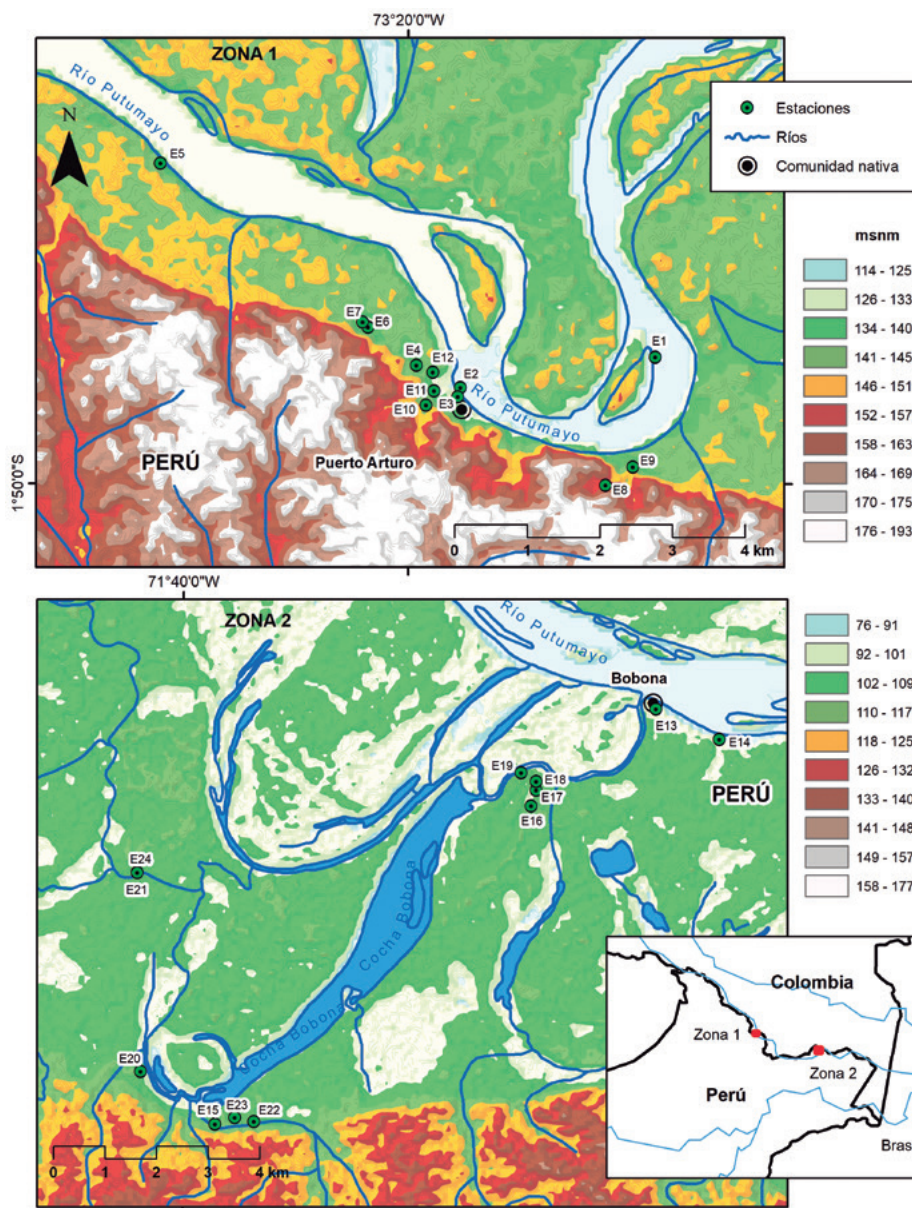 73°20'0"W
ZONA 1
Río Putumayo
N
E5
Estaciones
Ríos
Comunidad nativa
msnm
114 - 125
126 - 133
134 - 140
141 - 145
146 - 151
152 - 157
158 - 163
164 - 169
170 - 175
176 - 193
E7
E6
E4
E12
E1
E2
E11
E3
E10
Río Putumayo
E9
E8
PERÚ
Puerto Arturo
1°50'0"S
0 1 2 3 4 km
71°40'0"W
ZONA 2
Río Putumayo
Bobona
E13
E14
E19
E18
E17
E16
PERÚ
76 - 91
92 - 101
102 - 109
110 - 117
118 - 125
126 - 132
133 - 140
141 - 148
149 - 157
158 - 177
E24
E21
Cocha Bobona
Cocha Bobona
E20
E15
E23
E22
0 1 2 3 4 km
Colombia
Zona 1
Zona 2
Perú
Bras